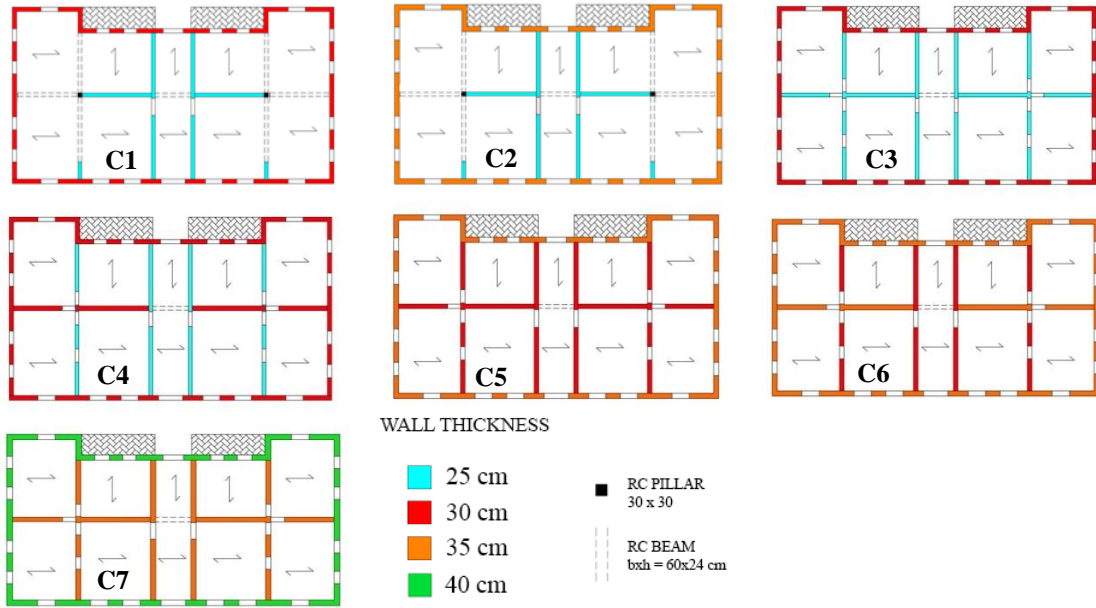 C1
C2
C3
C4
C5
C6
C7
WALL THICKNESS
25 cm
30 cm
35 cm
40 cm
RC PILLAR
30 x 30
RC BEAM
bxh = 60x24 cm